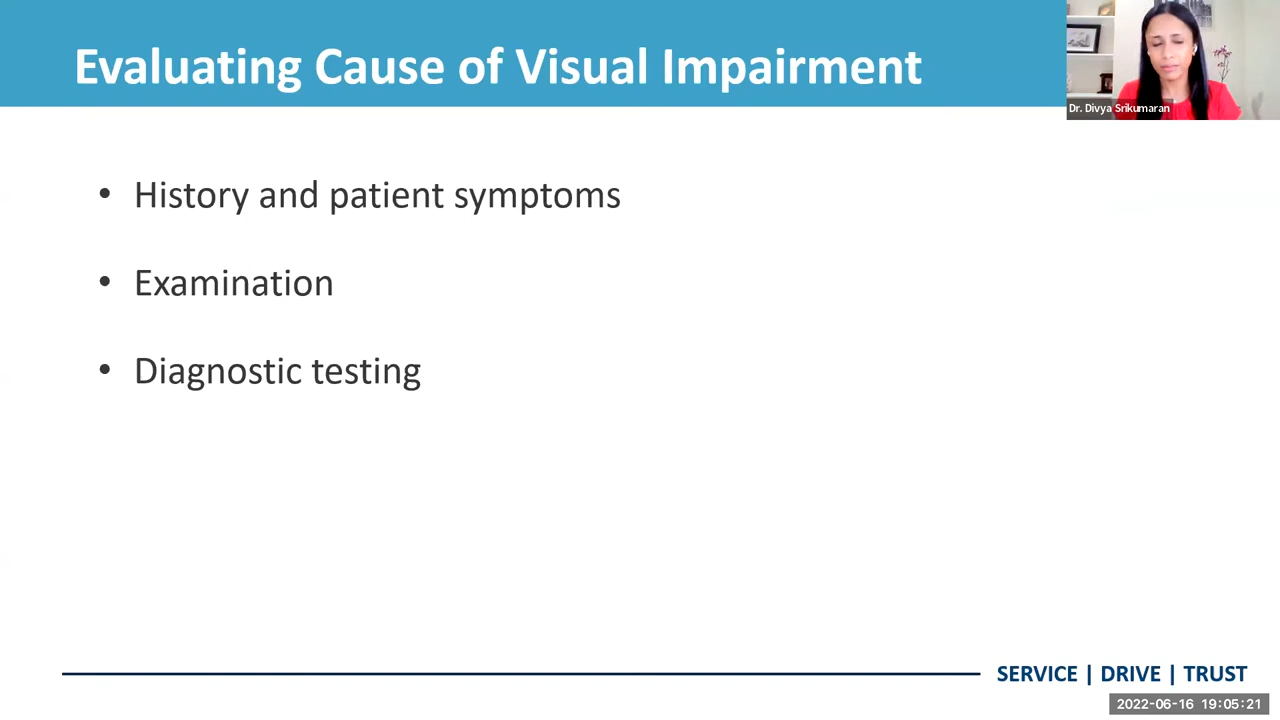 Evaluating Cause of Visual Impairment
Dr. Divya Srikumaran
• History and patient symptoms
• Examination
• Diagnostic testing
SERVICE | DRIVE | TRUST
2022-06-16 19:05:21